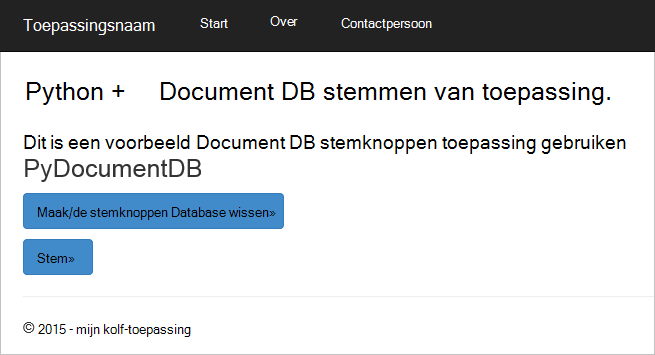 Toepassingsnaam Start Over Contactpersoon
Python + Document DB stemmen van toepassing.
Dit is een voorbeeld Document DB stemknoppen toepassing gebruiken
PyDocumentDB
Maak/de stemknoppen Database wissen»
Stem»
© 2015 - mijn kolf-toepassing